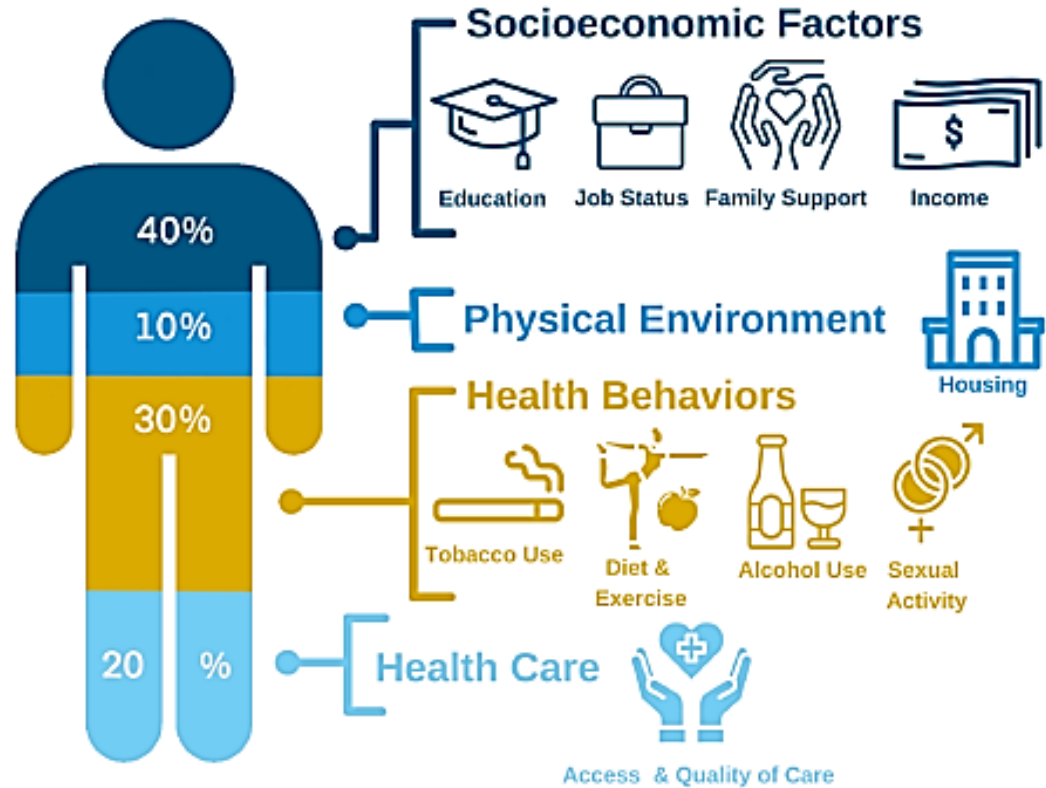 Socioeconomic Factors
$
Education Job Status Family Support Income
40%
10%
Physical Environment
Housing
30%
Health Behaviors
Tobacco Use
Diet &
Exercise
Alcohol Use
Sexual
Activity
20 %
Health Care
Access & Quality of Care